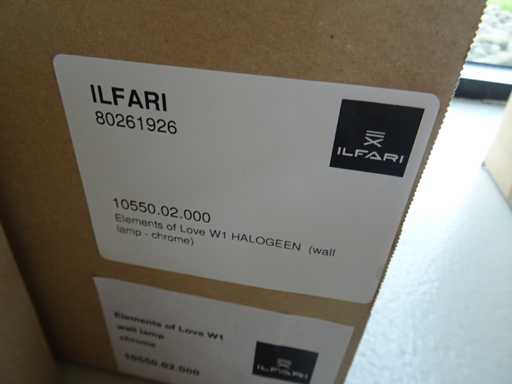 ILFARI
80261926
ILFARI
10550.02.000
Elements of Love W1 HALOGEEN (wall
lamp - chrome)
Elements of Love W1
wall lamp
chrome
10550.02.000
ILFARI